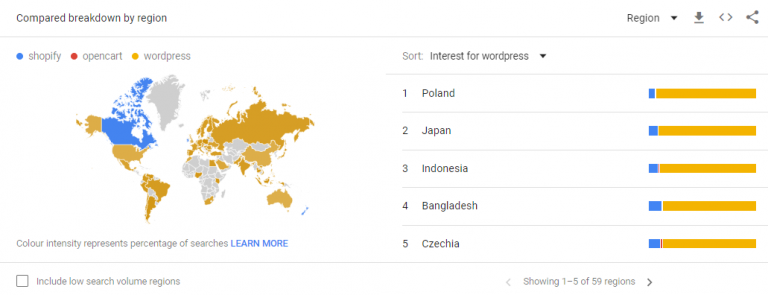 Compared breakdown by region
Region
shopify opencart wordpress
Sort: Interest for wordpress
1 Poland
2 Japan
3 Indonesia
4 Bangladesh
5 Czechia
Colour intensity represents percentage of searches LEARN MORE
Include low search volume regions
Showing 1–5 of 59 regions